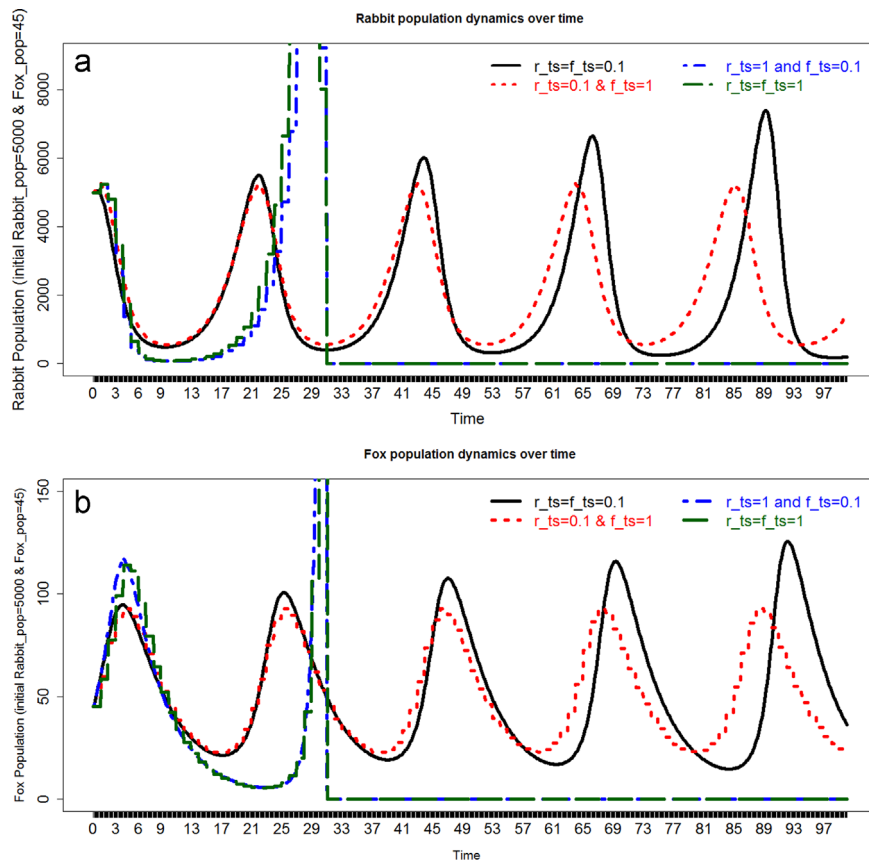 Rabbit population dynamics over time
a
r_ts=f_ts=0.1
r_ts=1 and f_ts=0.1
r_ts=0.1 & f_ts=1
r_ts=f_ts=1
Rabbit Population (initial Rabbit_pop=5000 & Fox_pop=45)
8000
6000
4000
2000
0
0 3 6 9 13 17 21 25 29 33 37 41 45 49 53 57 61 65 69 73 77 81 85 89 93 97
Time
Fox population dynamics over time
b
r_ts=f_ts=0.1
r_ts=1 and f_ts=0.1
r_ts=0.1 & f_ts=1
r_ts=f_ts=1
Fox Population (initial Rabbit_pop=5000 & Fox_pop=45)
150
100
50
0
0 3 6 9 13 17 21 25 29 33 37 41 45 49 53 57 61 65 69 73 77 81 85 89 93 97
Time